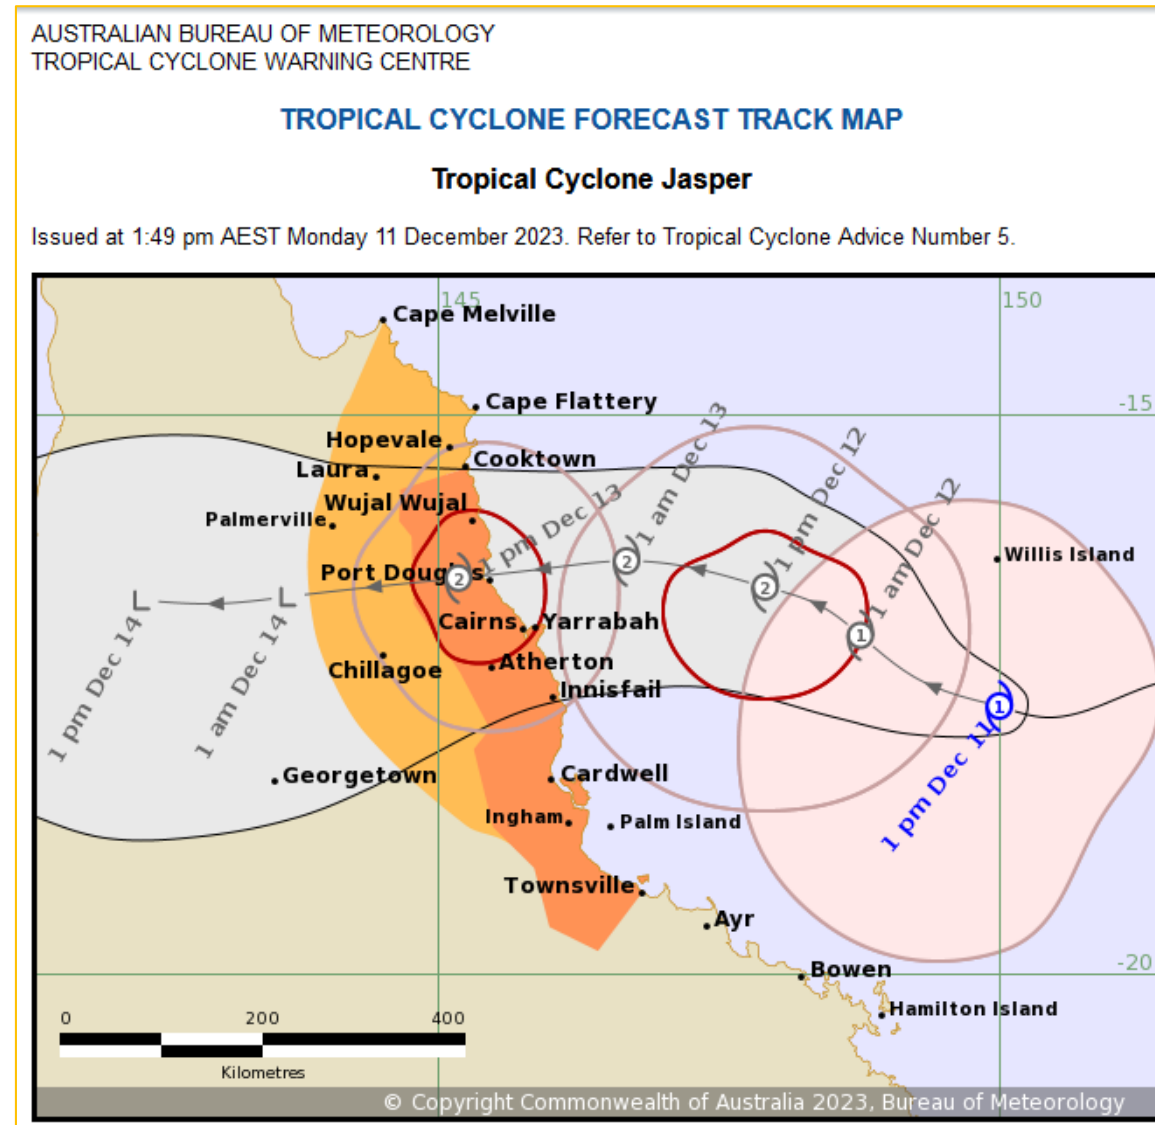 AUSTRALIAN BUREAU OF METEOROLOGY
TROPICAL CYCLONE WARNING CENTRE
TROPICAL CYCLONE FORECAST TRACK MAP
Tropical Cyclone Jasper
Issued at 1:49 pm AEST Monday 11 December 2023. Refer to Tropical Cyclone Advice Number 5.
145
150
Cape Melville
Cape Flattery
-15
Hopevale
Cooktown
Laura
Wujal Wujal
Palmerville
1 pm Dec 13
1 am Dec 13
1 pm Dec 12
1 am Dec 12
Willis Island
Port Douglas
2
2
2
1
L
L
Cairns
Yarrabah
Chillagoe
Atherton
Innisfail
1 pm Dec 14
1 am Dec 14
1
1 pm Dec 11
Georgetown
Cardwell
Ingham
Palm Island
Townsville
Ayr
Bowen
-20
Hamilton Island
0 200 400
Kilometres
© Copyright Commonwealth of Australia 2023, Bureau of Meteorology